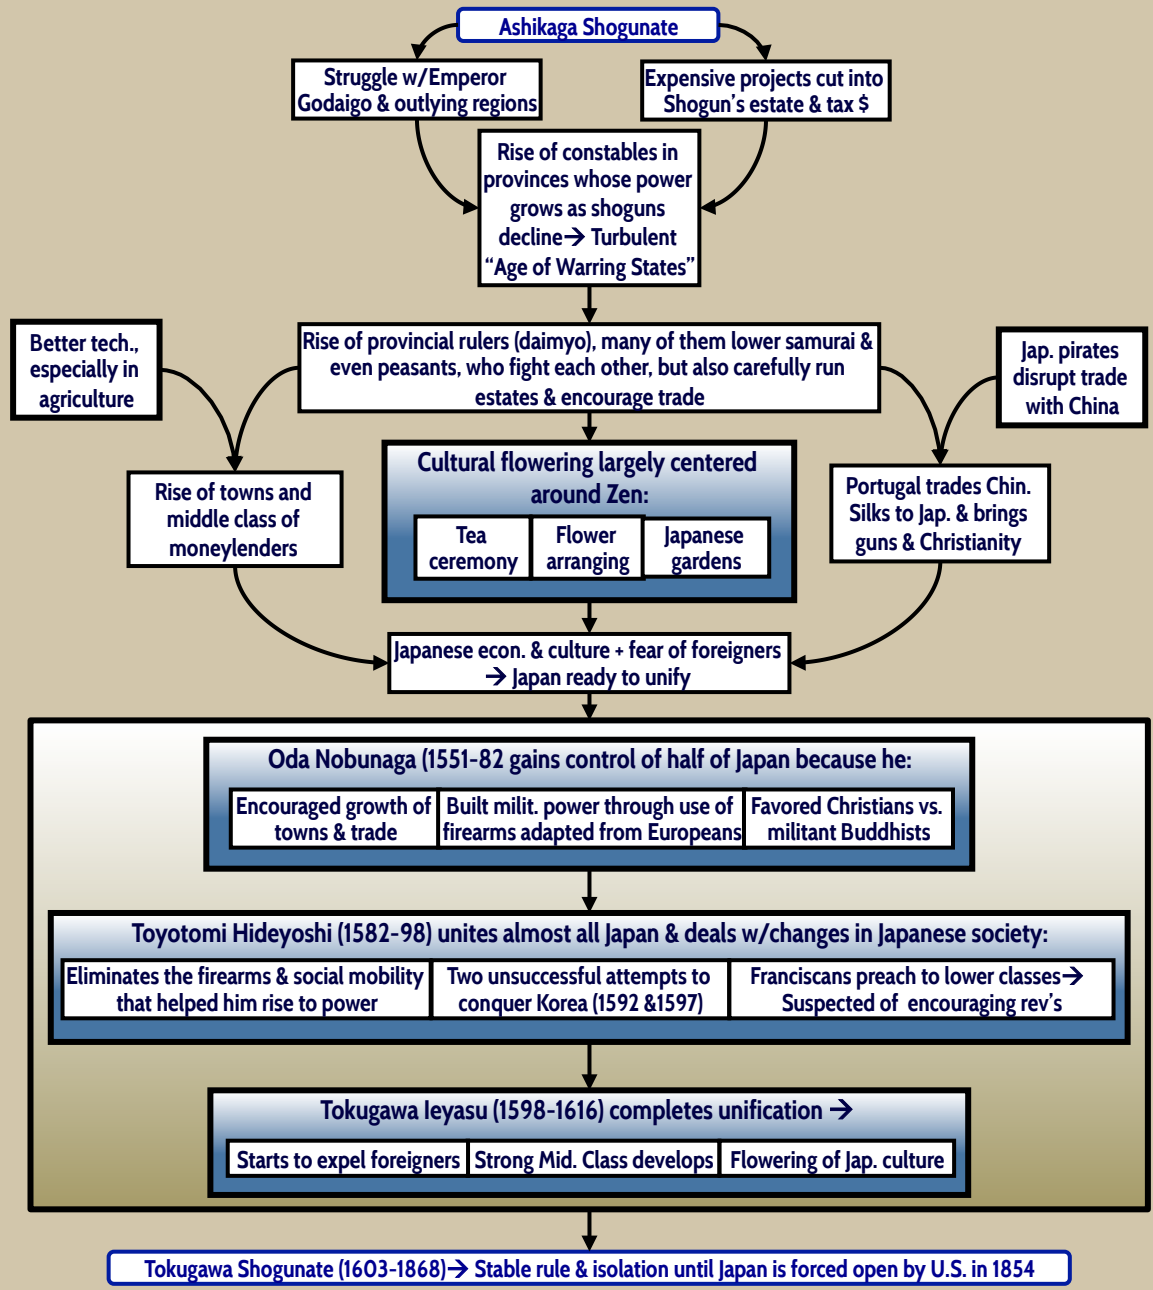 Ashikaga Shogunate
Struggle w/Emperor
Godaigo & outlying regions
Expensive projects cut into
Shogun's estate & tax $
Rise of constables in
provinces whose power
grows as shoguns
decline→ Turbulent
“Age of Warring States”
Better tech.,
especially in
agriculture
Rise of provincial rulers (daimyo), many of them lower samurai &
even peasants, who fight each other, but also carefully run
estates & encourage trade
Jap. pirates
disrupt trade
with China
Rise of towns and
middle class of
moneylenders
Cultural flowering largely centered
around Zen:
Tea
ceremony
Flower
arranging
Japanese
gardens
Portugal trades Chin.
Silks to Jap. & brings
guns & Christianity
Japanese econ. & culture + fear of foreigners
→ Japan ready to unify
Oda Nobunaga (1551-82 gains control of half of Japan because he:
Encouraged growth of
towns & trade
Built milit. power through use of
firearms adapted from Europeans
Favored Christians vs.
militant Buddhists
Toyotomi Hideyoshi (1582-98) unites almost all Japan & deals w/changes in Japanese society:
Eliminates the firearms & social mobility
that helped him rise to power
Two unsuccessful attempts to
conquer Korea (1592 &1597)
Franciscans preach to lower classes→
Suspected of encouraging rev's
Tokugawa Ieyasu (1598-1616) completes unification →
Starts to expel foreigners
Strong Mid. Class develops
Flowering of Jap. culture
Tokugawa Shogunate (1603-1868)→ Stable rule & isolation until Japan is forced open by U.S. in 1854